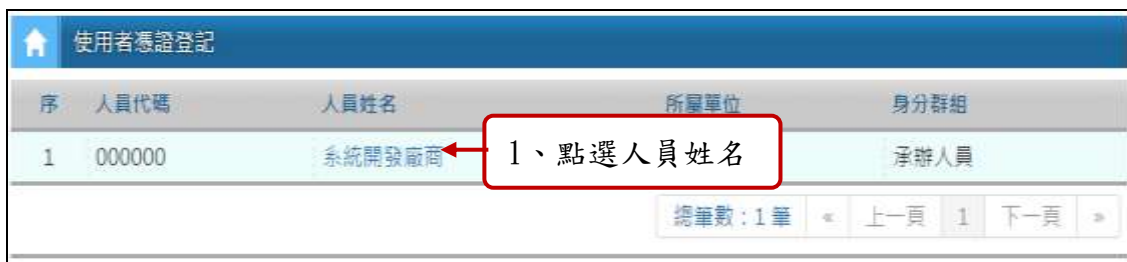 使用者憑證登記
序 人員代碼 人員姓名 所屬單位 身分群組
1 000000 系統開發廠商 承辦人員
1、點選人員姓名
總筆數:1筆 « 上一頁 1 下一頁 »